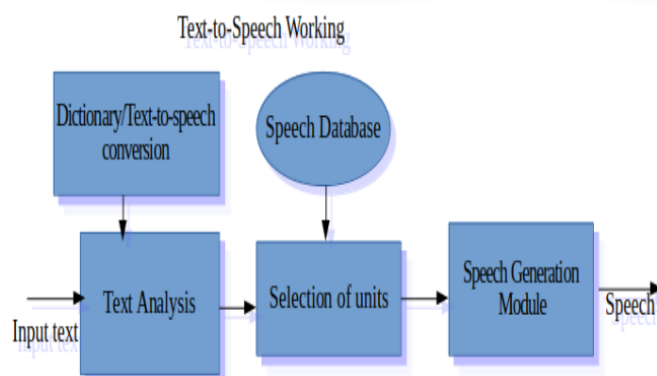 Text-to-Speech Working
Dictionary/Text-to-speech
conversion
Speech Database
Text Analysis
Selection of units
Speech Generation
Module
Input text
Speech